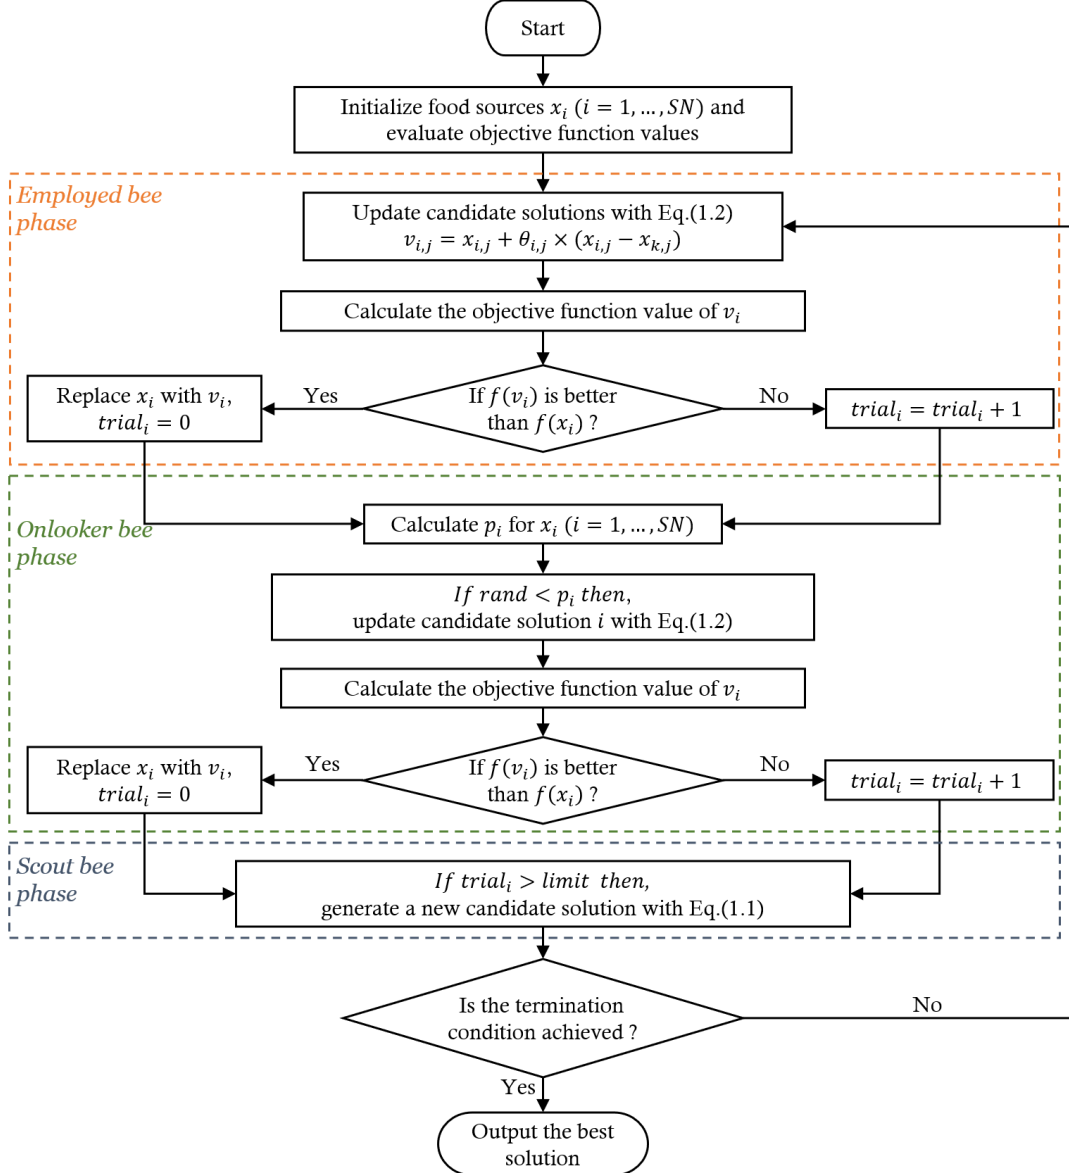 Start
Initialize food sources x_i (i = 1, … , SN) and
evaluate objective function values
Employed bee
phase
Update candidate solutions with Eq.(1.2)
v_{i,j} = x_{i,j} + θ_{i,j} × (x_{i,j} − x_{k,j})
Calculate the objective function value of v_i
Replace x_i with v_i,
trial_i = 0
Yes
If f(v_i) is better
than f(x_i) ?
No
trial_i = trial_i + 1
Onlooker bee
phase
Calculate p_i for x_i (i = 1, … , SN)
If rand < p_i then,
update candidate solution i with Eq.(1.2)
Calculate the objective function value of v_i
Replace x_i with v_i,
trial_i = 0
Yes
If f(v_i) is better
than f(x_i) ?
No
trial_i = trial_i + 1
Scout bee
phase
If trial_i > limit then,
generate a new candidate solution with Eq.(1.1)
Is the termination
condition achieved ?
No
Yes
Output the best
solution